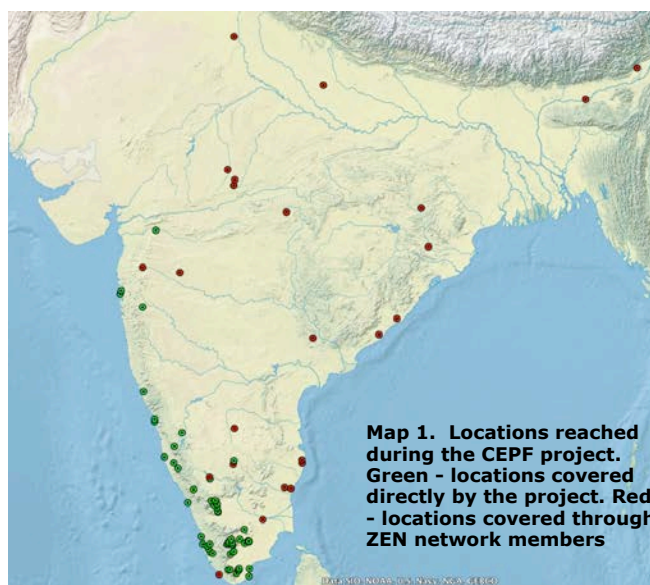 Map 1.  Locations reached
during the CEPF project.
Green - locations covered
directly by the project. Red
- locations covered through
ZEN network members
Data SIO, NOAA, U.S. Navy, NGA, GEBCO